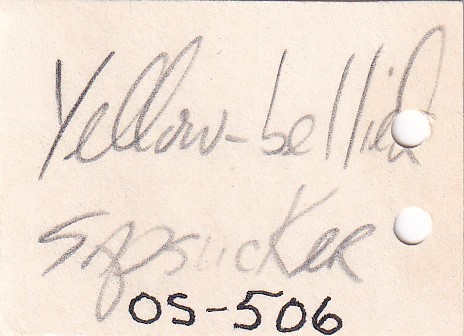 Yellow-bellied
sapsucker
OS-506